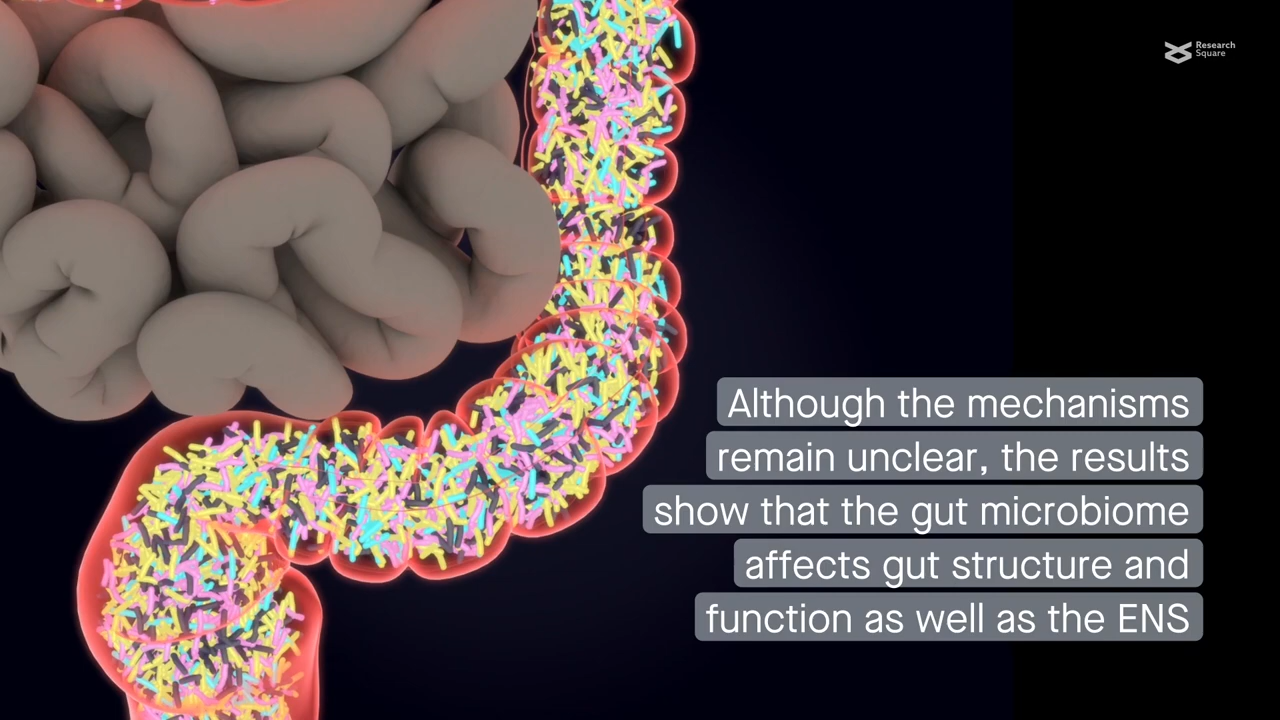 Research
Square
Although the mechanisms
remain unclear, the results
show that the gut microbiome
affects gut structure and
function as well as the ENS